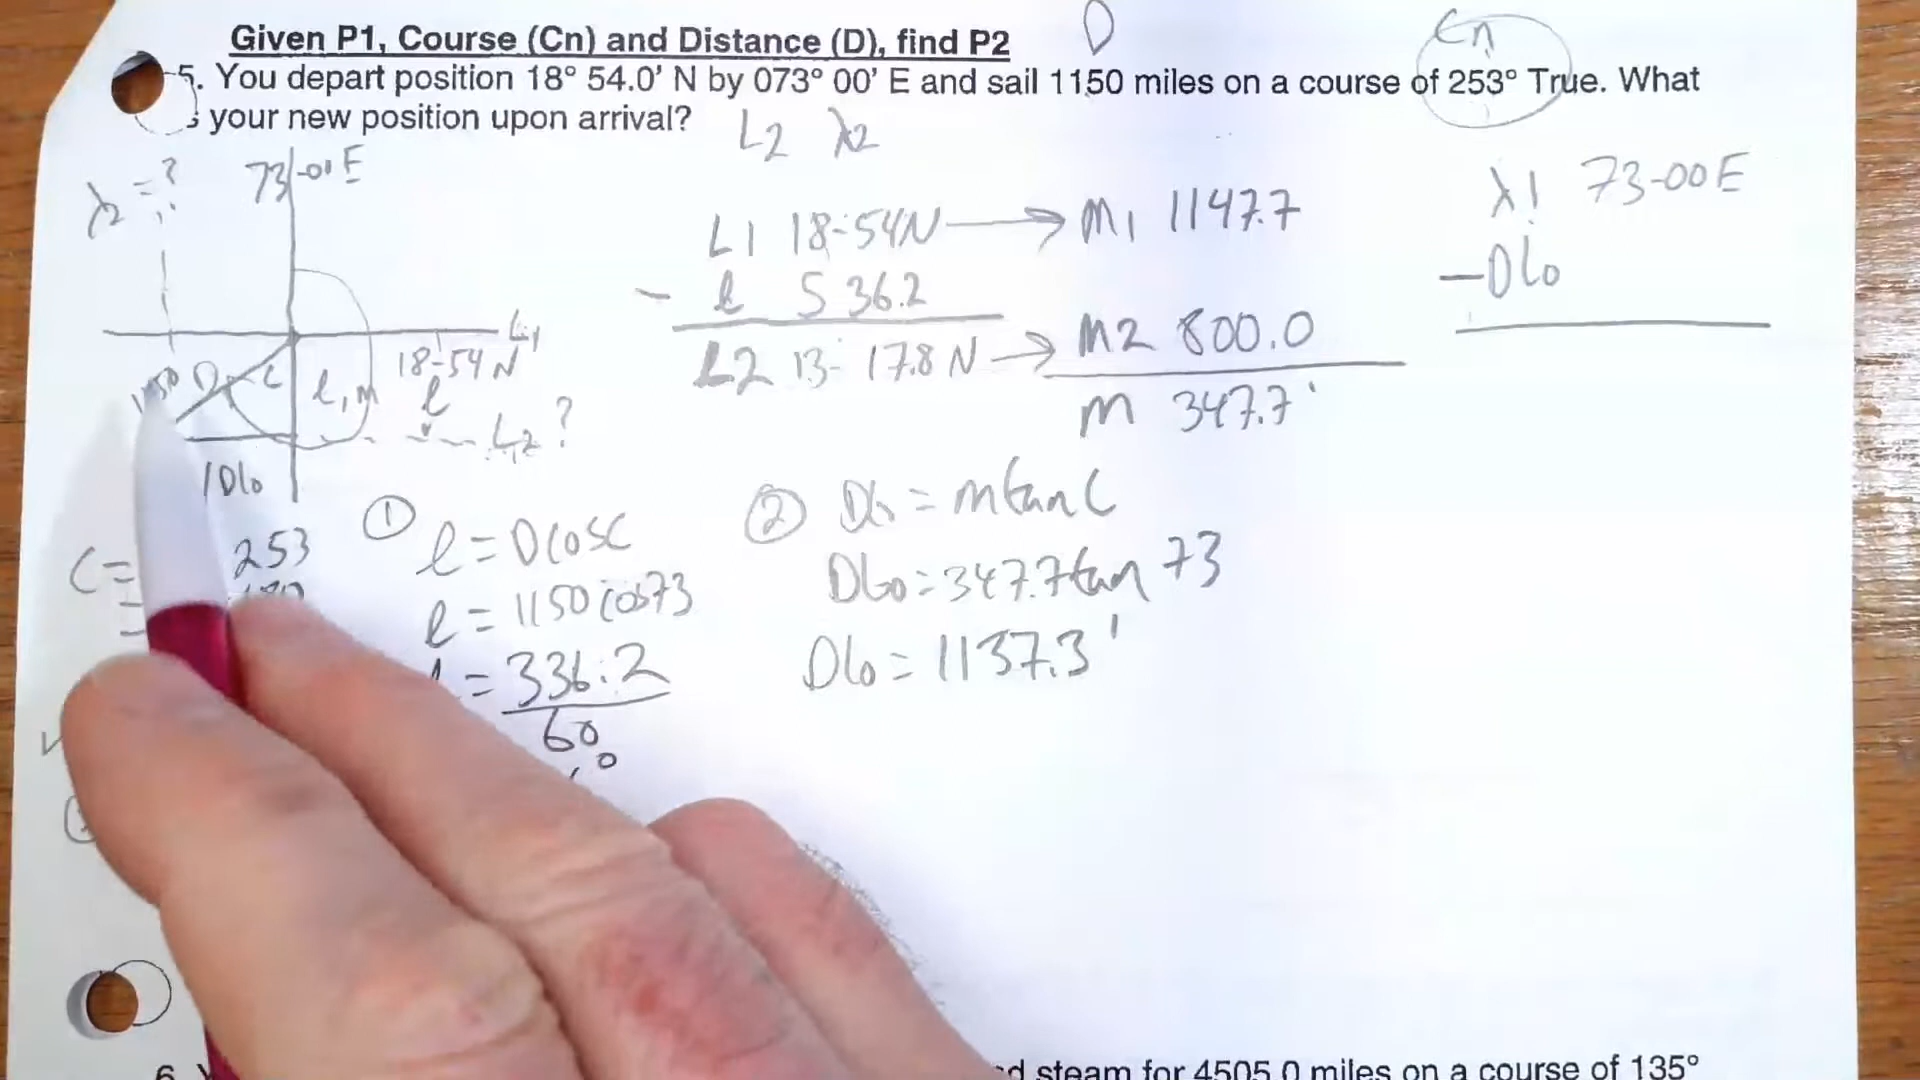 Given P1, Course (Cn) and Distance (D), find P2
D
Cn
5. You depart position 18° 54.0' N by 073° 00' E and sail 1150 miles on a course of 253° True. What
your new position upon arrival?
L2 λ2
λ2 = ?
73-00 E
L1 18-54N → M1 1147.7
- l 5 36.2
L2 13- 17.8 N → M2 800.0
m 347.7'
λ1 73-00 E
-Dlo
L1
18-54 N
1150 D C l, m l
L2 ?
Dlo
C =
253
① l = D cos C
l = 1150 cos 73
= 336.2
60
② Dlo = m tan C
Dlo = 347.7 tan 73
Dlo = 1137.3'
steam for 4505.0 miles on a course of 135°